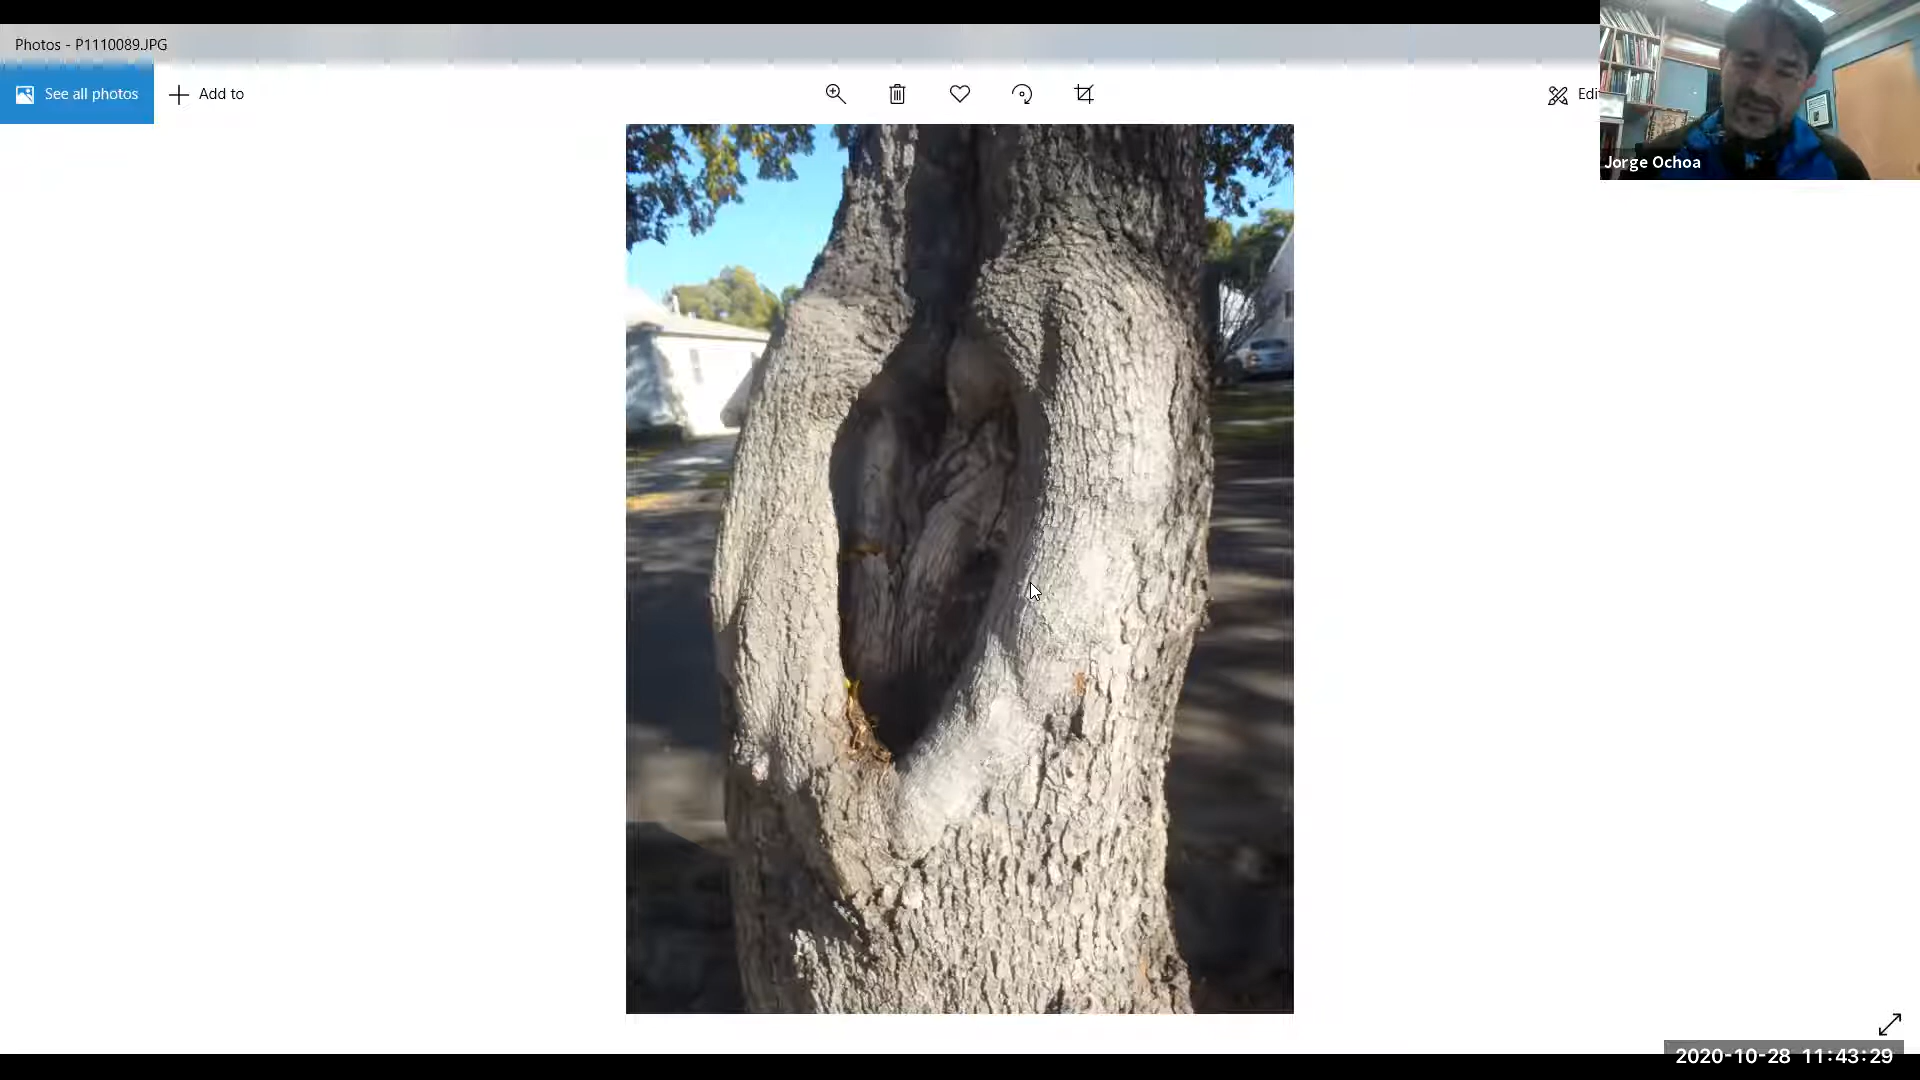 Photos - P1110089.JPG
See all photos
Add to
Jorge Ochoa
2020-10-28 11:43:29